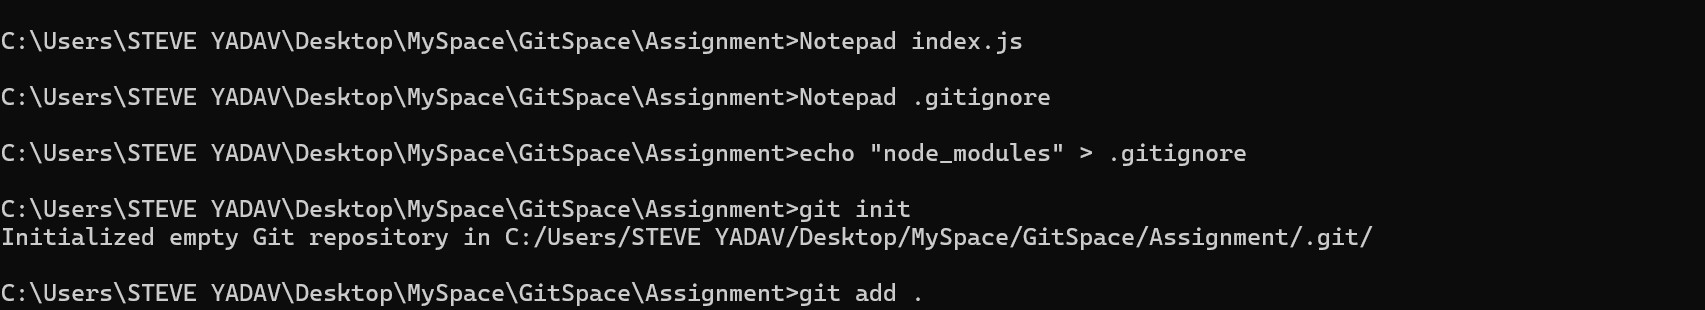 C:\Users\STEVE YADAV\Desktop\MySpace\GitSpace\Assignment>Notepad index.js
C:\Users\STEVE YADAV\Desktop\MySpace\GitSpace\Assignment>Notepad .gitignore
C:\Users\STEVE YADAV\Desktop\MySpace\GitSpace\Assignment>echo "node_modules" > .gitignore
C:\Users\STEVE YADAV\Desktop\MySpace\GitSpace\Assignment>git init
Initialized empty Git repository in C:/Users/STEVE YADAV/Desktop/MySpace/GitSpace/Assignment/.git/
C:\Users\STEVE YADAV\Desktop\MySpace\GitSpace\Assignment>git add .